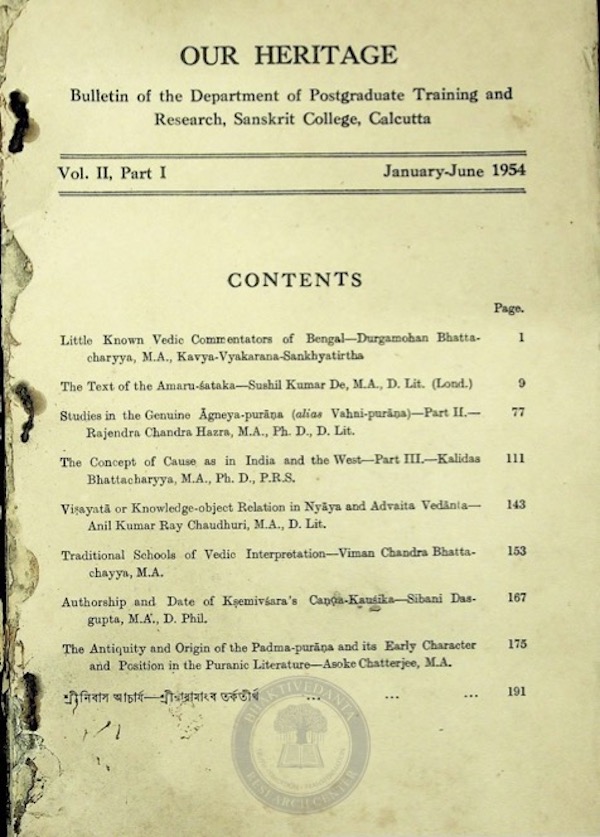 OUR HERITAGE
Bulletin of the Department of Postgraduate Training and
Research, Sanskrit College, Calcutta
Vol. II, Part I January-June 1954
CONTENTS
Page.
Little Known Vedic Commentators of Bengal—Durgamohan Bhatta-
charyya, M.A., Kavya-Vyakarana-Sankhyatirtha 1
The Text of the Amaru-śataka—Sushil Kumar De, M.A., D. Lit. (Lond.) 9
Studies in the Genuine Āgneya-purāṇa (alias Vahni-purāṇa)—Part II.— 77
Rajendra Chandra Hazra, M.A., Ph. D., D. Lit.
The Concept of Cause as in India and the West—Part III.—Kalidas 111
Bhattacharyya, M.A., Ph. D., P.R.S.
Viṣayatā or Knowledge-object Relation in Nyāya and Advaita Vedānta— 143
Anil Kumar Ray Chaudhuri, M.A., D. Lit.
Traditional Schools of Vedic Interpretation—Viman Chandra Bhatta- 153
chayya, M.A.
Authorship and Date of Kṣemivśara's Caṇḍa-Kauśika—Sibani Das- 167
gupta, M.A., D. Phil.
The Antiquity and Origin of the Padma-purāṇa and its Early Character 175
and Position in the Puranic Literature—Asoke Chatterjee, M.A.
শ্রীনিবাস আচার্য— তর্কতীর্থ ... ... ... 191
BHAKTIVEDANTA
RESEARCH CENTER